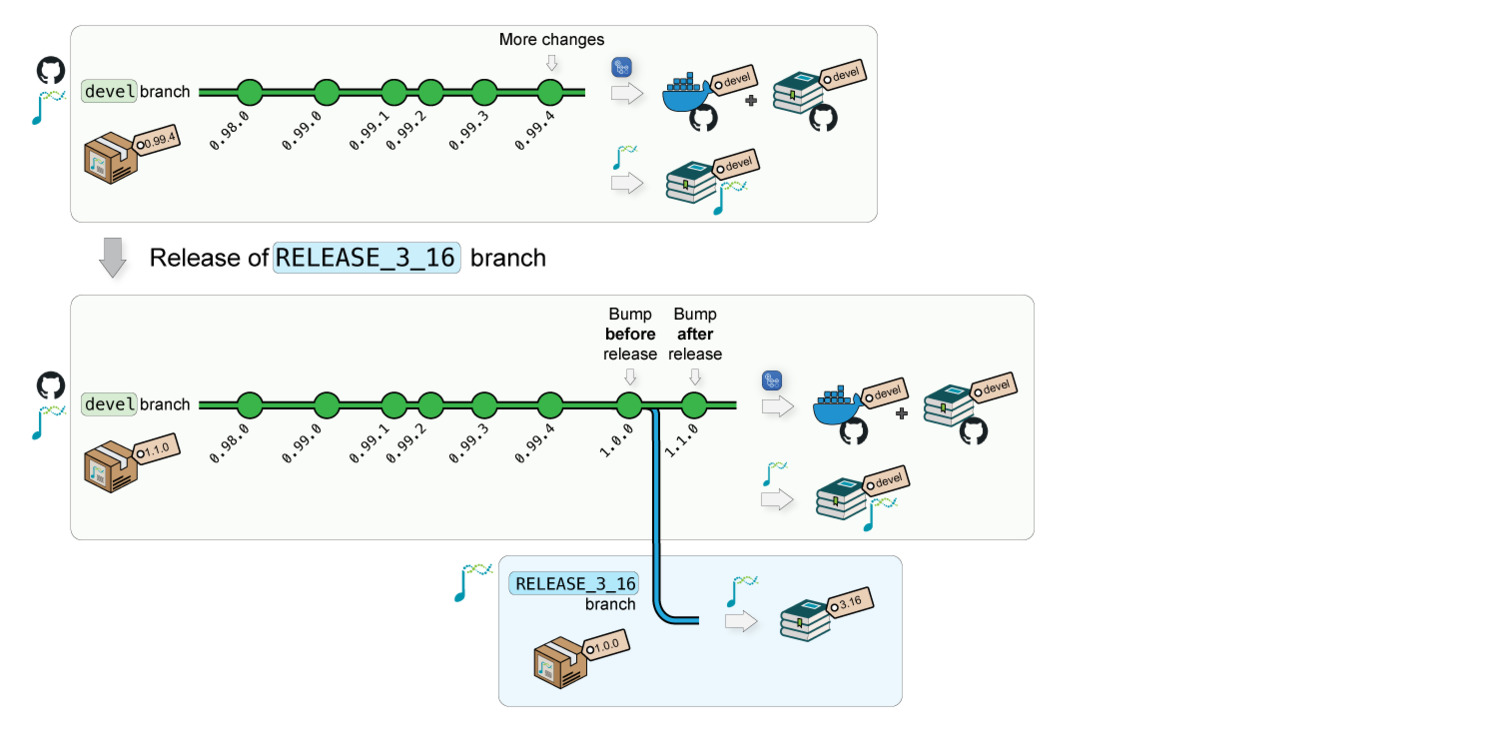 More changes
devel branch
0.98.0
0.99.0
0.99.1
0.99.2
0.99.3
0.99.4
0.99.4
devel
devel
devel
Release of RELEASE_3_16 branch
Bump
before
release
Bump
after
release
devel branch
0.98.0
0.99.0
0.99.1
0.99.2
0.99.3
0.99.4
1.0.0
1.1.0
1.1.0
devel
devel
devel
RELEASE_3_16
branch
1.0.0
3.16